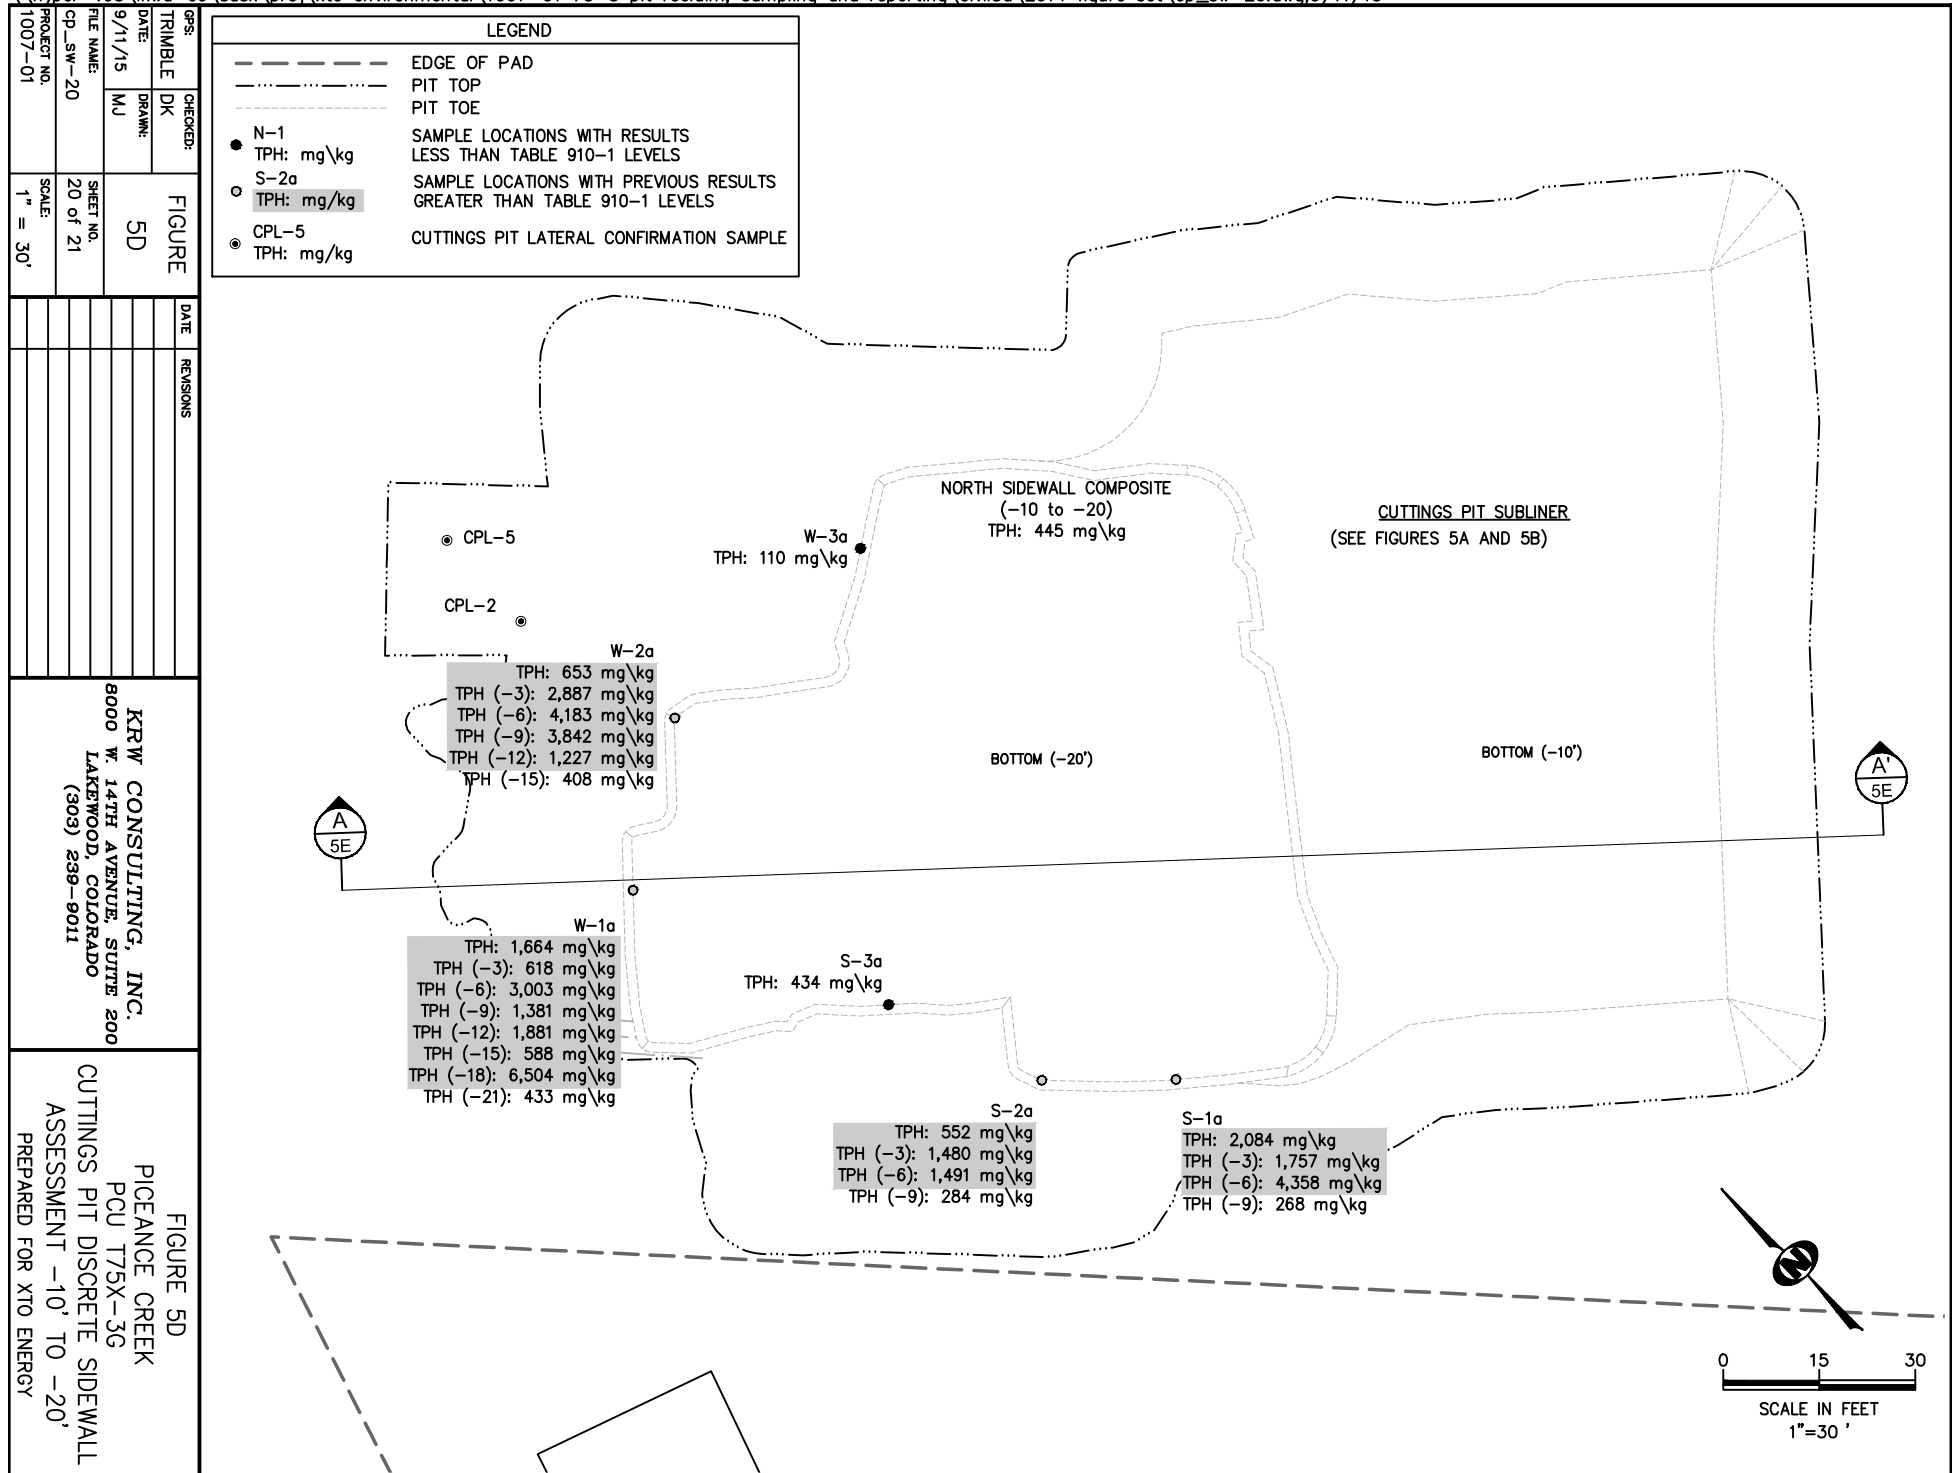 GPS:
TRIMBLE
CHECKED:
DK
DATE:
9/11/15
DRAWN:
MJ
FILE NAME:
cp_sw-20
PROJECT NO.
1007-01
FIGURE
5D
SHEET NO.
20 of 21
SCALE:
1" = 30'
DATE
REVISIONS
KRW CONSULTING, INC.
8000 W. 14TH AVENUE, SUITE 200
LAKEWOOD, COLORADO
(303) 239-9011
FIGURE 5D
PICEANCE CREEK
PCU T75X-3G
CUTTINGS PIT DISCRETE SIDEWALL
ASSESSMENT -10' TO -20'
PREPARED FOR XTO ENERGY
LEGEND
EDGE OF PAD
PIT TOP
PIT TOE
N-1
TPH: mg\kg
SAMPLE LOCATIONS WITH RESULTS
LESS THAN TABLE 910-1 LEVELS
S-2a
TPH: mg/kg
SAMPLE LOCATIONS WITH PREVIOUS RESULTS
GREATER THAN TABLE 910-1 LEVELS
CPL-5
TPH: mg/kg
CUTTINGS PIT LATERAL CONFIRMATION SAMPLE
NORTH SIDEWALL COMPOSITE
(-10 to -20)
TPH: 445 mg\kg
CUTTINGS PIT SUBLINER
(SEE FIGURES 5A AND 5B)
W-3a
TPH: 110 mg\kg
CPL-5
CPL-2
W-2a
TPH: 653 mg\kg
TPH (-3): 2,887 mg\kg
TPH (-6): 4,183 mg\kg
TPH (-9): 3,842 mg\kg
TPH (-12): 1,227 mg\kg
TPH (-15): 408 mg\kg
BOTTOM (-20')
BOTTOM (-10')
A
5E
A'
5E
W-1a
TPH: 1,664 mg\kg
TPH (-3): 618 mg\kg
TPH (-6): 3,003 mg\kg
TPH (-9): 1,381 mg\kg
TPH (-12): 1,881 mg\kg
TPH (-15): 588 mg\kg
TPH (-18): 6,504 mg\kg
TPH (-21): 433 mg\kg
S-3a
TPH: 434 mg\kg
S-2a
TPH: 552 mg\kg
TPH (-3): 1,480 mg\kg
TPH (-6): 1,491 mg\kg
TPH (-9): 284 mg\kg
S-1a
TPH: 2,084 mg\kg
TPH (-3): 1,757 mg\kg
TPH (-6): 4,358 mg\kg
TPH (-9): 268 mg\kg
N
0 15 30
SCALE IN FEET
1"=30 '